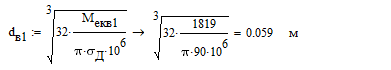 d_в1 := ∛(32·M_екв1/(π·σ_Д·10^6)) → ∛(32·1819/(π·90·10^6)) = 0.059 м